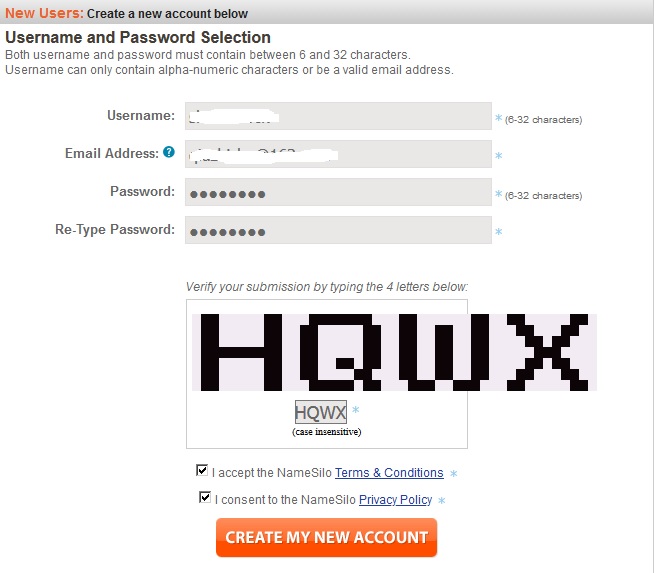 New Users: Create a new account below
Username and Password Selection
Both username and password must contain between 6 and 32 characters.
Username can only contain alpha-numeric characters or be a valid email address.
Username: * (6-32 characters)
Email Address: ? *
Password: ●●●●●●●● * (6-32 characters)
Re-Type Password: ●●●●●●●● *
Verify your submission by typing the 4 letters below:
HQWX
HQWX *
(case insensitive)
I accept the NameSilo Terms & Conditions *
I consent to the NameSilo Privacy Policy *
CREATE MY NEW ACCOUNT